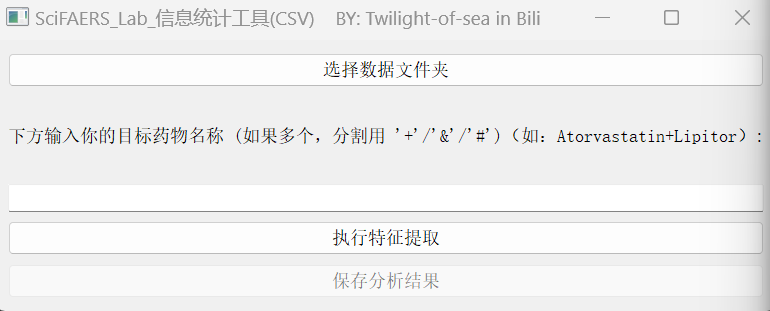 SciFAERS_Lab_信息统计工具(CSV) BY: Twilight-of-sea in Bili
选择数据文件夹
下方输入你的目标药物名称 (如果多个, 分割用 '+'/'&'/'#')（如: Atorvastatin+Lipitor）:
执行特征提取
保存分析结果